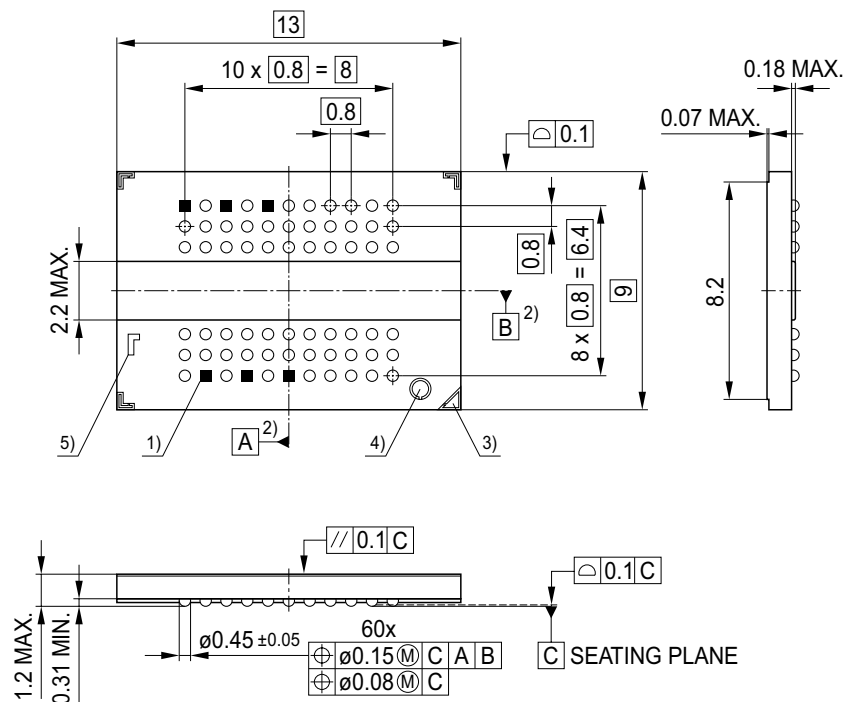 13
10 x 0.8 = 8
0.8
0.18 MAX.
0.07 MAX.
⌓ 0.1
2.2 MAX.
0.8
8 x 0.8 = 6.4
9
8.2
B 2)
5)
1)
A 2)
4)
3)
// 0.1 C
⌓ 0.1 C
1.2 MAX.
0.31 MIN.
ø0.45 ±0.05
60x
⌖ ø0.15 Ⓜ C A B
⌖ ø0.08 Ⓜ C
C SEATING PLANE